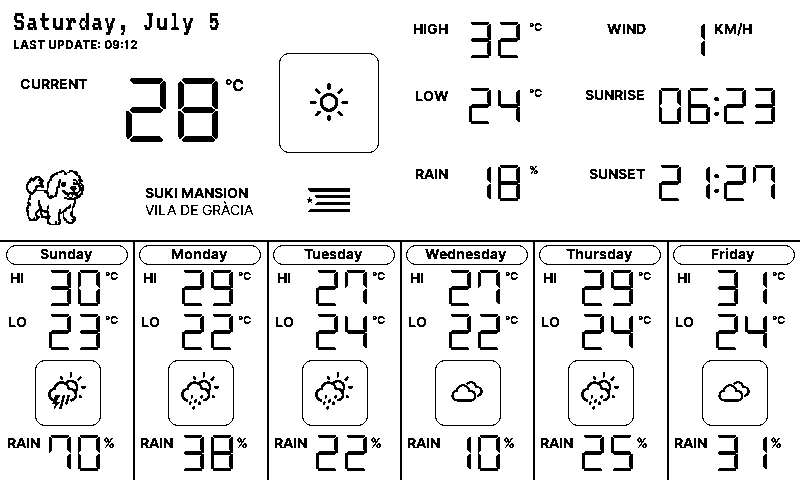 Saturday, July 5
LAST UPDATE: 09:12
CURRENT 28 °C
HIGH 32 °C
LOW 24 °C
RAIN 18 %
WIND 1 KM/H
SUNRISE 06:23
SUNSET 21:27
SUKI MANSION
VILA DE GRÀCIA
Sunday
HI 30 °C
LO 23 °C
RAIN 70 %
Monday
HI 29 °C
LO 22 °C
RAIN 38 %
Tuesday
HI 27 °C
LO 24 °C
RAIN 22 %
Wednesday
HI 27 °C
LO 22 °C
RAIN 10 %
Thursday
HI 29 °C
LO 24 °C
RAIN 25 %
Friday
HI 31 °C
LO 24 °C
RAIN 31 %